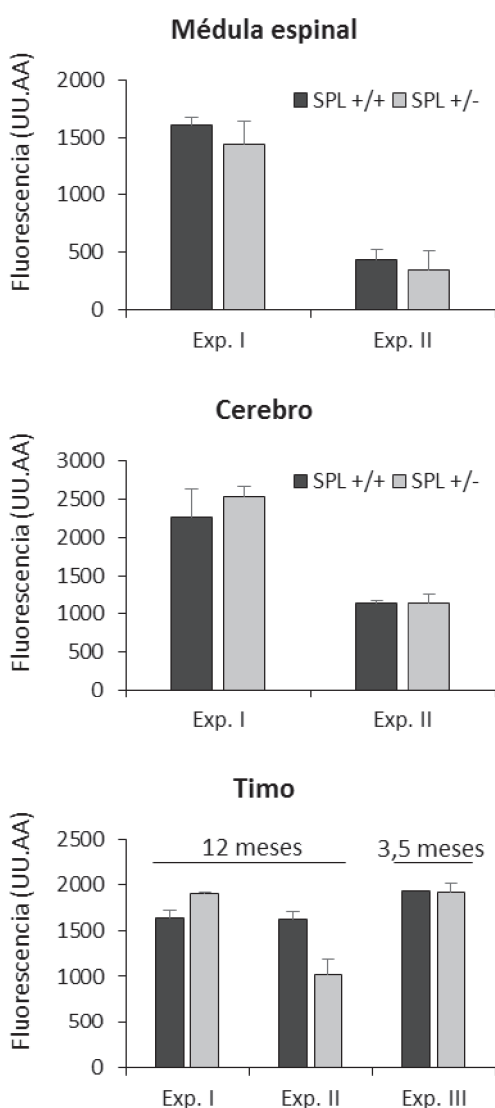 Médula espinal
Fluorescencia (UU.AA)
2000
1500
1000
500
0
SPL +/+ SPL +/-
Exp. I Exp. II
Cerebro
Fluorescencia (UU.AA)
3000
2500
2000
1500
1000
500
0
SPL +/+ SPL +/-
Exp. I Exp. II
Timo
Fluorescencia (UU.AA)
2500
2000
1500
1000
500
0
12 meses 3,5 meses
Exp. I Exp. II Exp. III